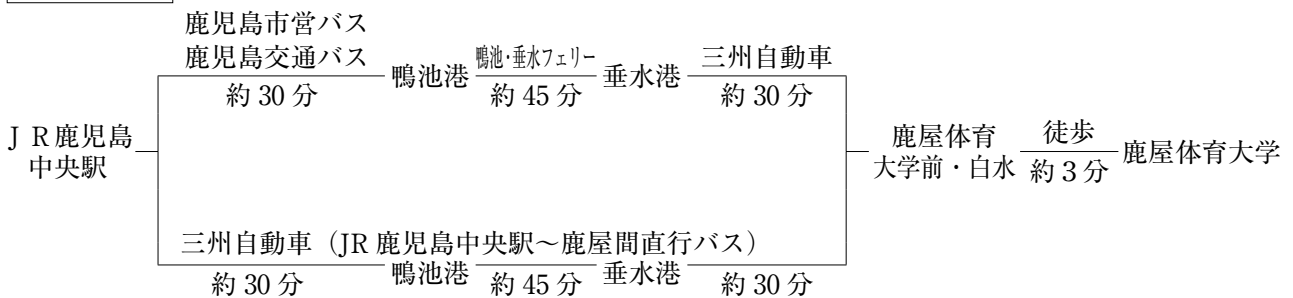 鹿児島市営バス
鹿児島交通バス
約 30 分
鴨池港
鴨池・垂水フェリー
約 45 分
垂水港
三州自動車
約 30 分
ＪＲ鹿児島
中央駅
鹿屋体育
大学前・白水
徒歩
約３分
鹿屋体育大学
三州自動車（JR 鹿児島中央駅～鹿屋間直行バス）
約 30 分
鴨池港
約 45 分
垂水港
約 30 分